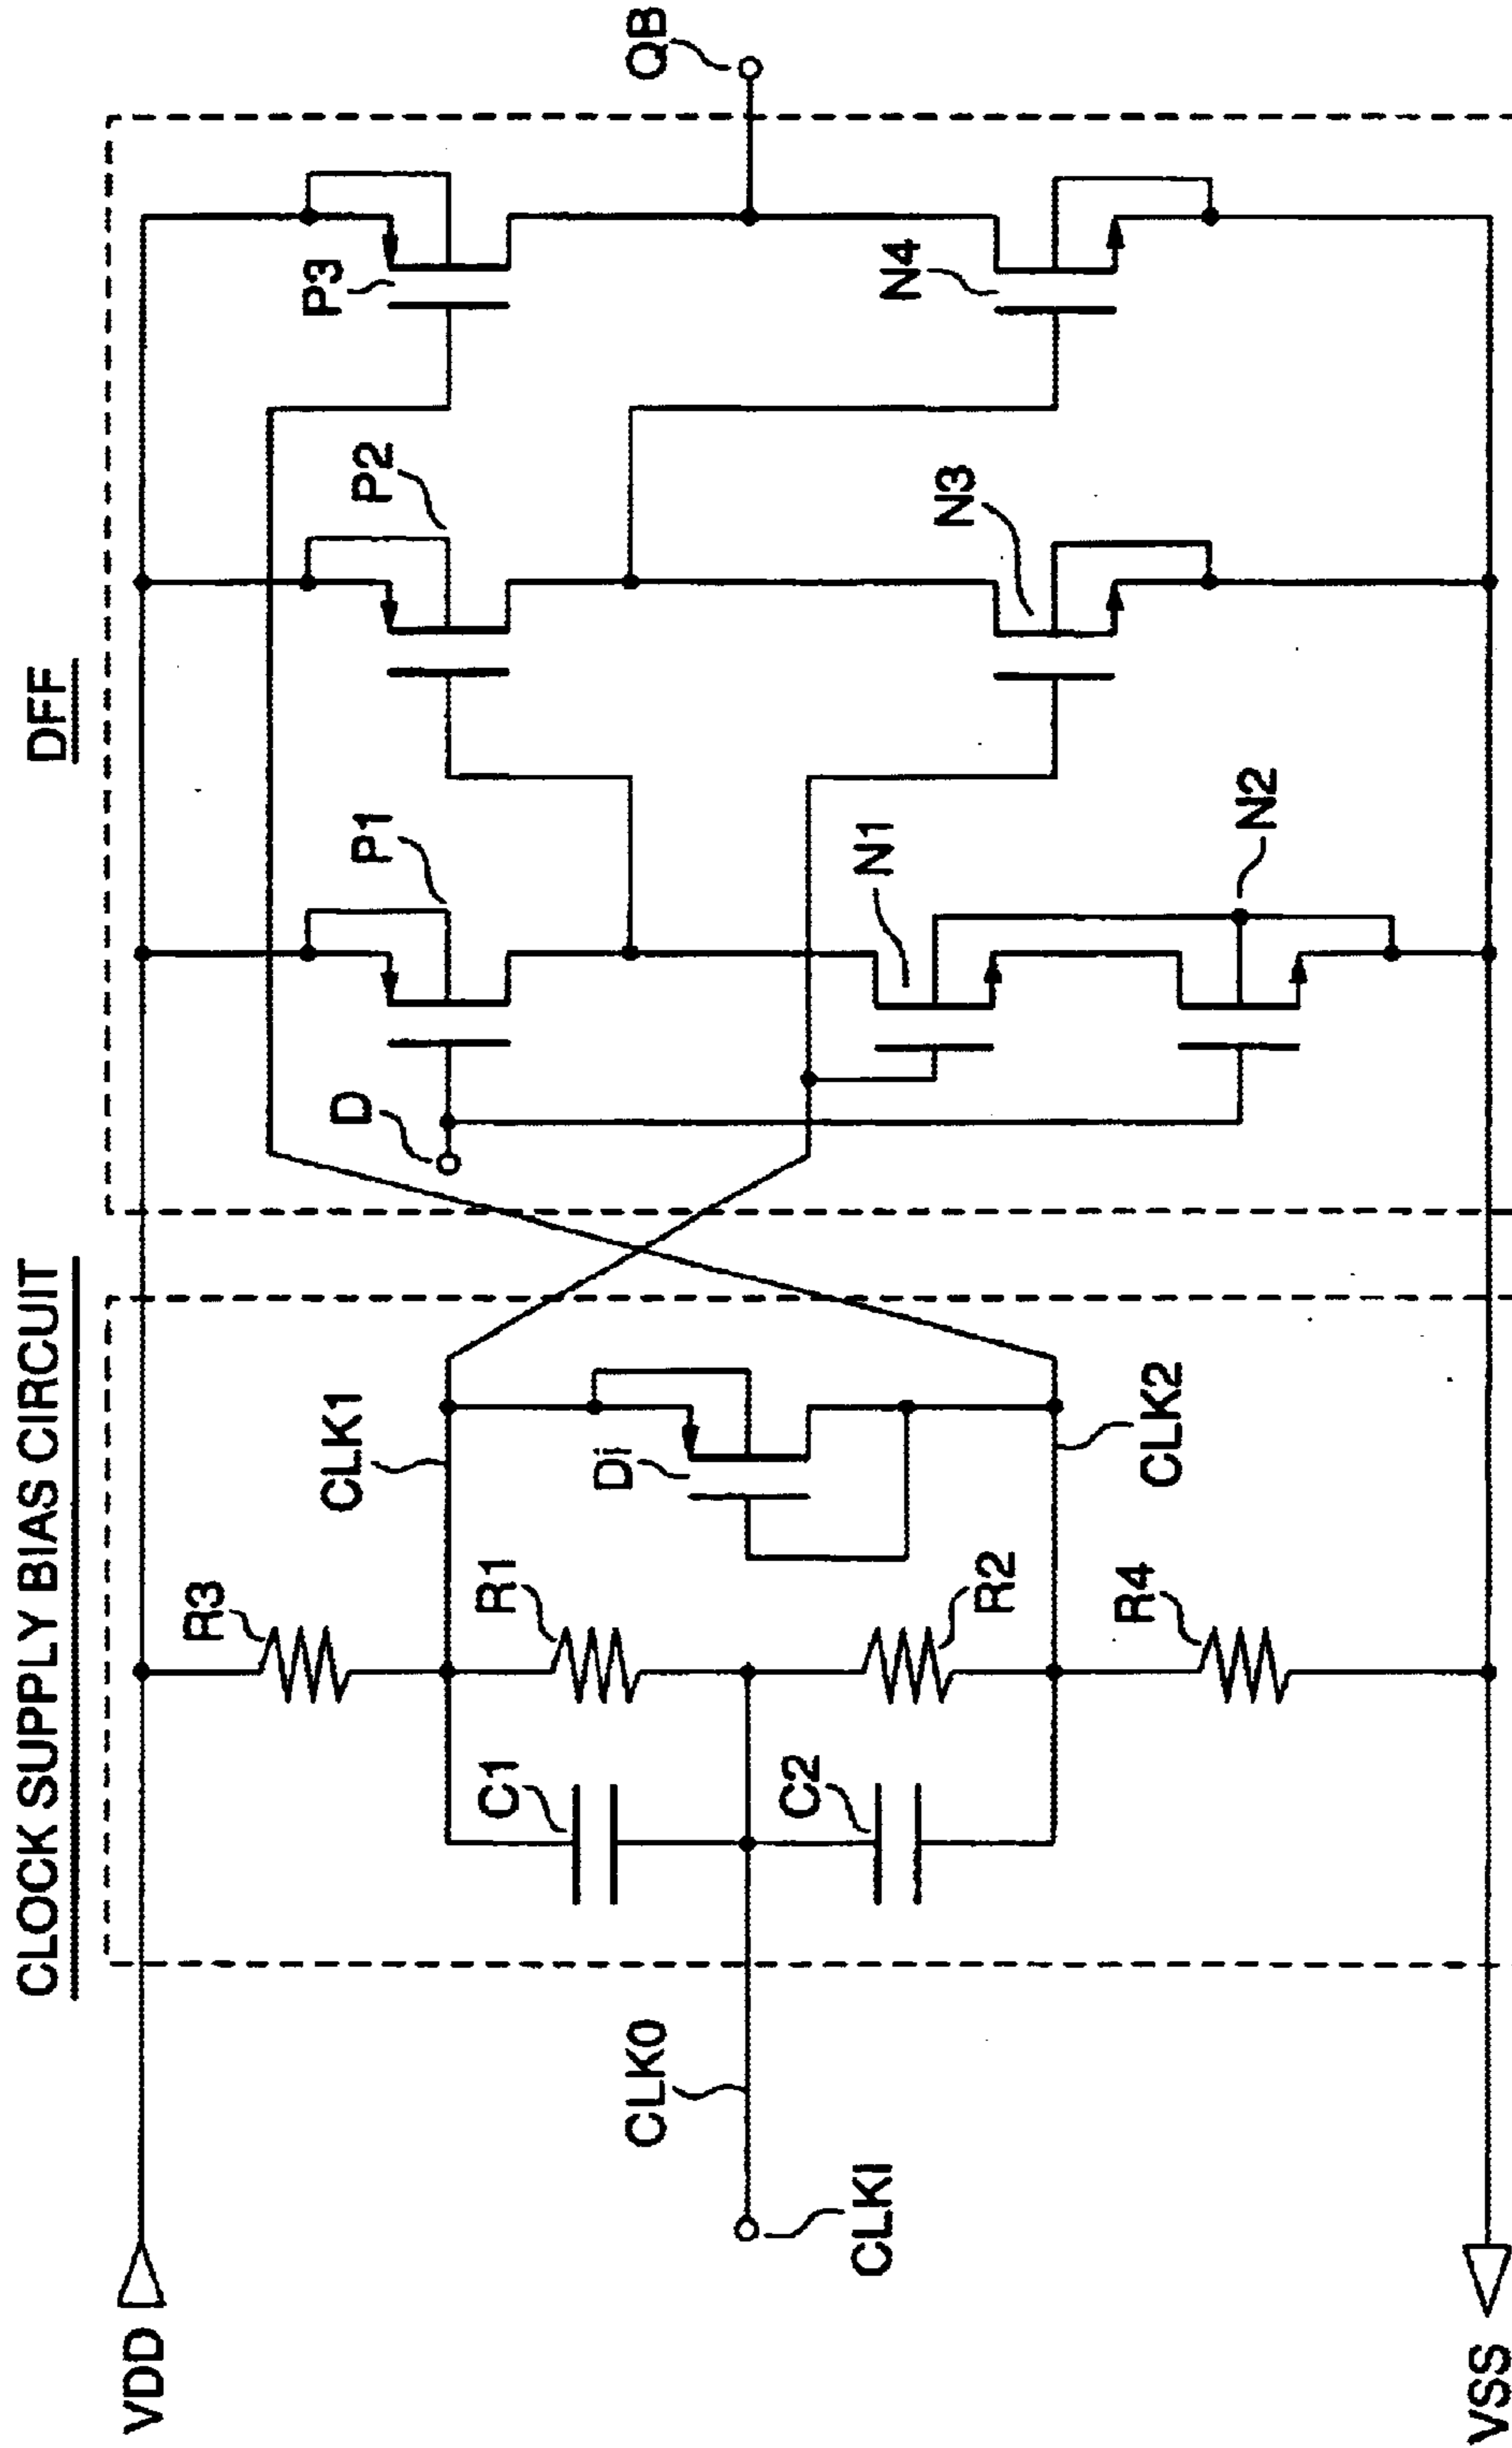 CLOCK SUPPLY BIAS CIRCUIT
DFF
VDD
VSS
CLKI
CLK0
C1
C2
R3
R1
R2
R4
CLK1
Di
CLK2
D
P1
N1
N2
P2
N3
P3
N4
QB